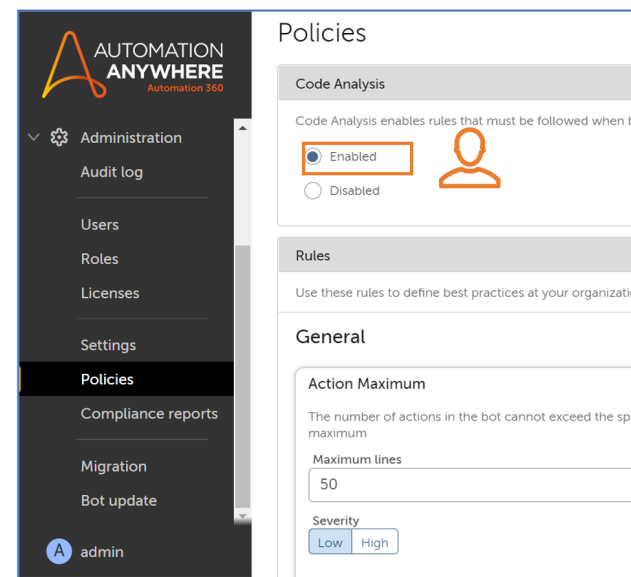 AUTOMATION
ANYWHERE
Automation 360
Administration
Audit log
Users
Roles
Licenses
Settings
Policies
Compliance reports
Migration
Bot update
A admin
Policies
Code Analysis
Code Analysis enables rules that must be followed when
Enabled
Disabled
Rules
Use these rules to define best practices at your
General
Action Maximum
The number of actions in the bot cannot exceed the
maximum
Maximum lines
50
Severity
Low High